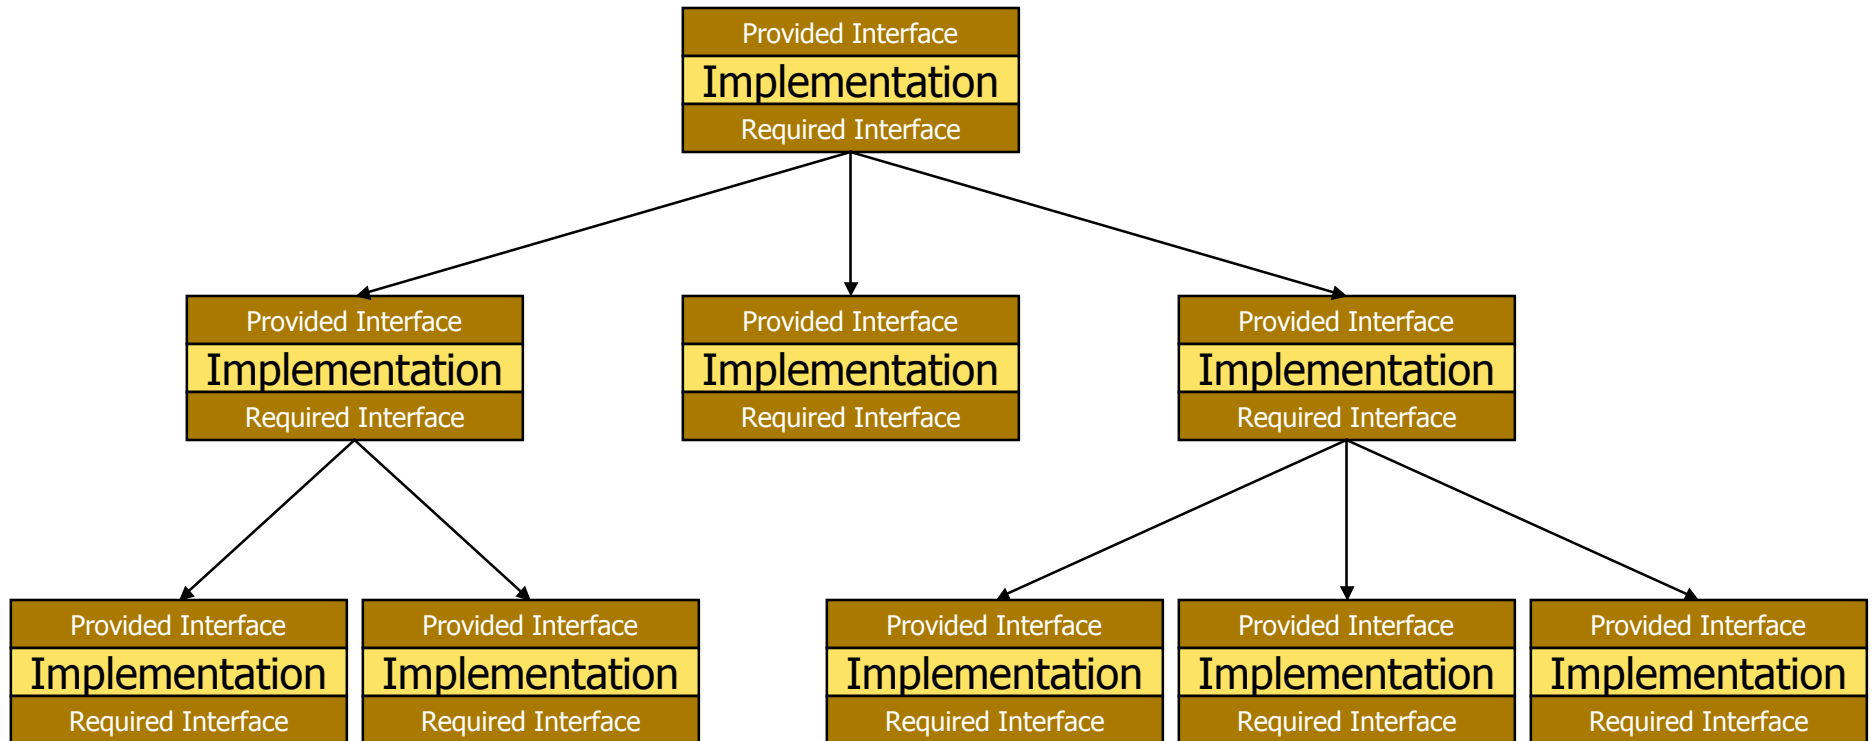 Provided Interface
Implementation
Required Interface
Provided Interface
Implementation
Required Interface
Provided Interface
Implementation
Required Interface
Provided Interface
Implementation
Required Interface
Provided Interface
Implementation
Required Interface
Provided Interface
Implementation
Required Interface
Provided Interface
Implementation
Required Interface
Provided Interface
Implementation
Required Interface
Provided Interface
Implementation
Required Interface